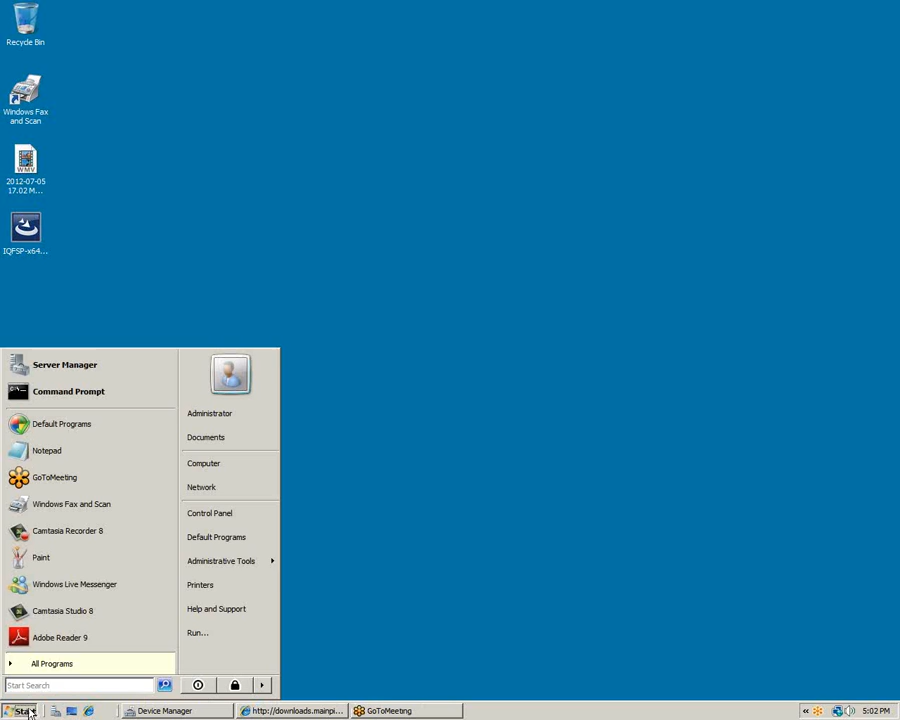 Recycle Bin
Windows Fax
and Scan
WMV
2012-07-05
17.02 M...
IQFSP-x64...
Server Manager
Command Prompt
Default Programs
Notepad
GoToMeeting
Windows Fax and Scan
Camtasia Recorder 8
Paint
Windows Live Messenger
Camtasia Studio 8
Adobe Reader 9
All Programs
Start Search
Administrator
Documents
Computer
Network
Control Panel
Default Programs
Administrative Tools
Printers
Help and Support
Run...
Start
Device Manager
http://downloads.mainpi...
GoToMeeting
5:02 PM